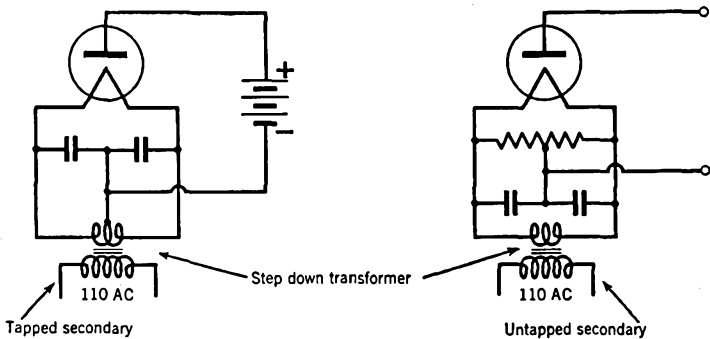 +
−
Step down transformer
110 AC
110 AC
Tapped secondary
Untapped secondary